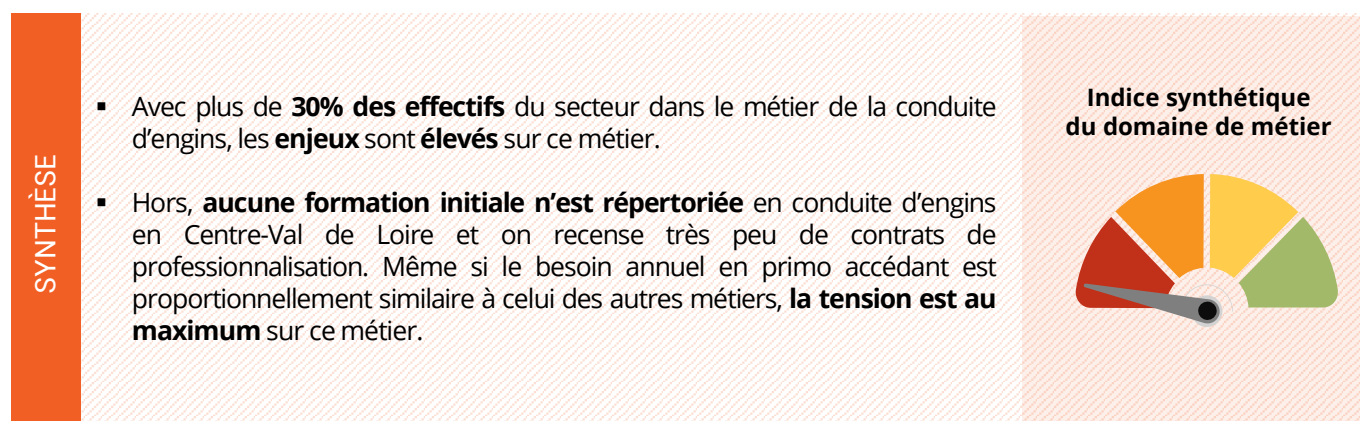 SYNTHÈSE
▪ Avec plus de 30% des effectifs du secteur dans le métier de la conduite
d’engins, les enjeux sont élevés sur ce métier.
▪ Hors, aucune formation initiale n’est répertoriée en conduite d’engins
en Centre-Val de Loire et on recense très peu de contrats de
professionnalisation. Même si le besoin annuel en primo accédant est
proportionnellement similaire à celui des autres métiers, la tension est au
maximum sur ce métier.
Indice synthétique
du domaine de métier